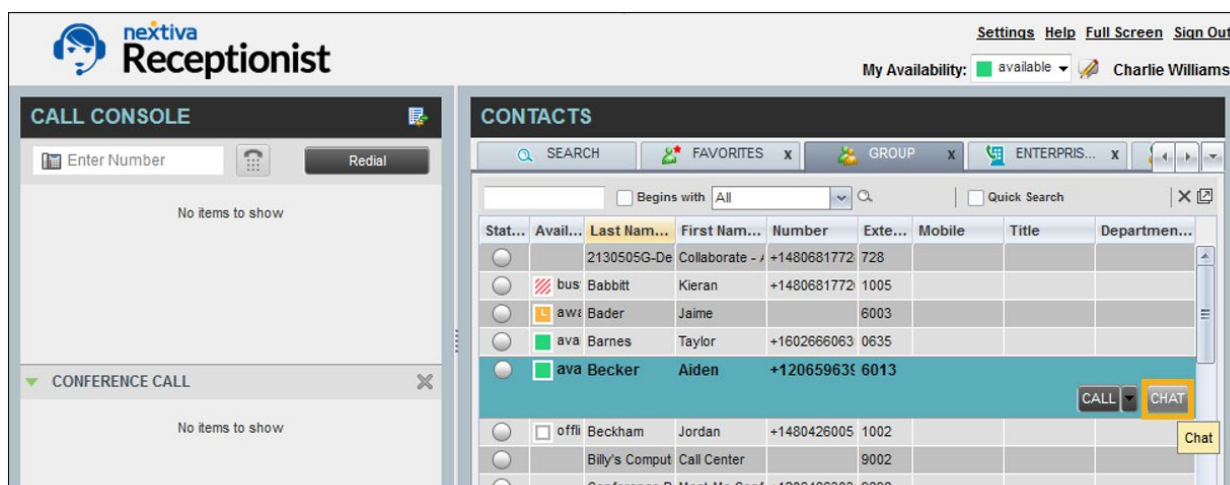 nextiva
Receptionist
Settings Help Full Screen Sign Out
My Availability: available Charlie Williams
CALL CONSOLE
Enter Number Redial
No items to show
CONFERENCE CALL
No items to show
CONTACTS
SEARCH FAVORITES X GROUP X ENTERPRIS... X
Begins with All Quick Search
Stat... Avail... Last Nam... First Nam... Number Exte... Mobile Title Departmen...
2130505G-De Collaborate - +1480681772 728
bus Babbitt Kieran +1480681772 1005
awa Bader Jaime 6003
ava Barnes Taylor +1602666063 0635
ava Becker Aiden +120659639 6013
CALL CHAT
Chat
offli Beckham Jordan +1480426005 1002
Billy's Comput Call Center 9002